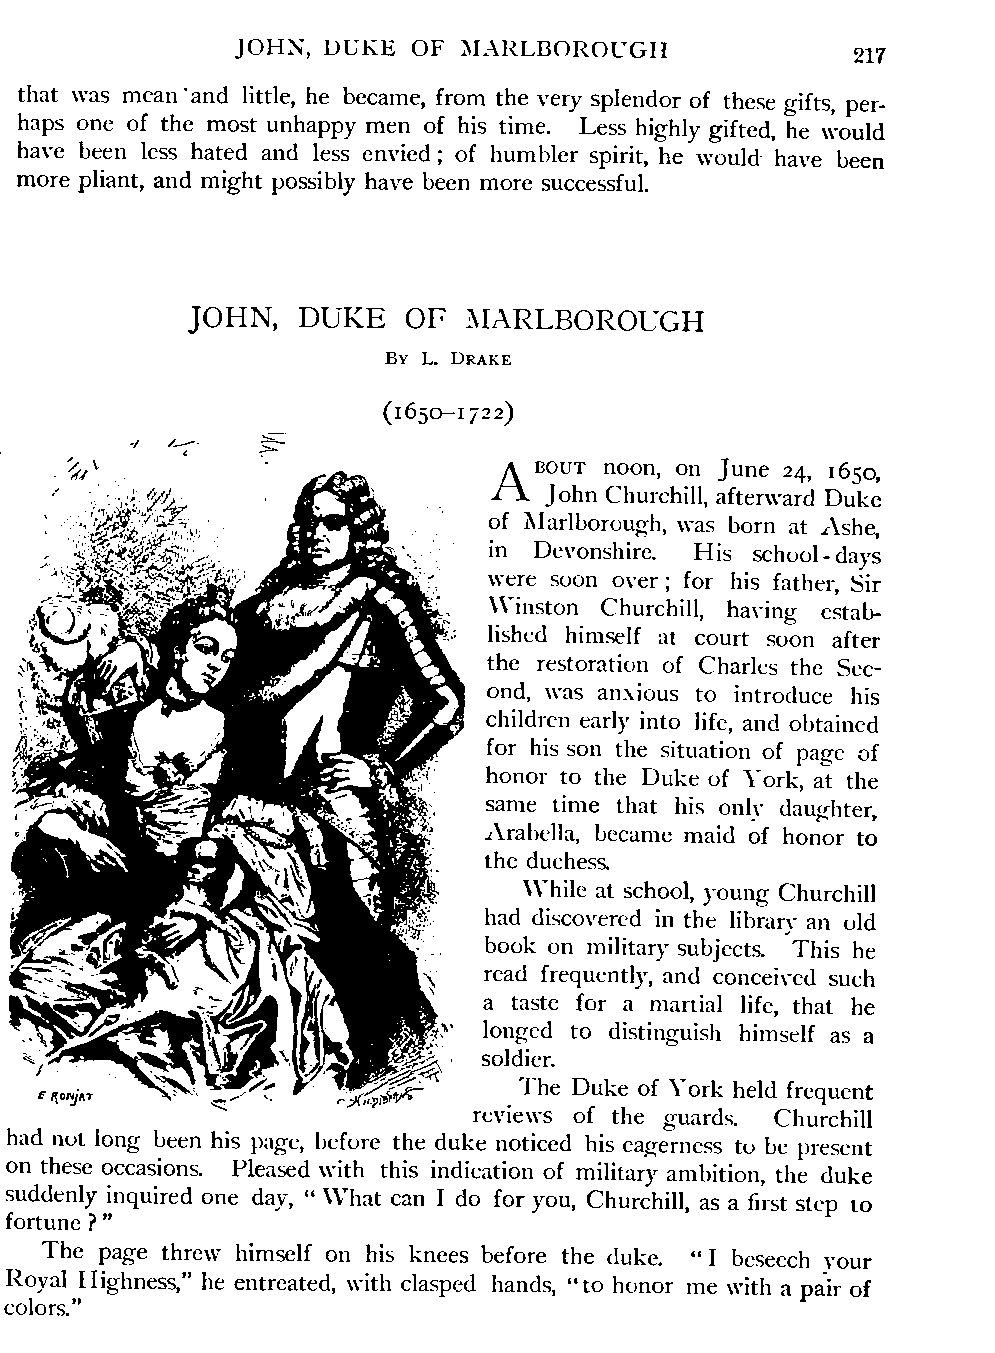 JOHN, DUKE OF MARLBOROUGH 217
that was mean and little, he became, from the very splendor of these gifts, per-
haps one of the most unhappy men of his time. Less highly gifted, he would
have been less hated and less envied; of humbler spirit, he would have been
more pliant, and might possibly have been more successful.
JOHN, DUKE OF MARLBOROUGH
By L. Drake
(1650–1722)
ABOUT noon, on June 24, 1650,
John Churchill, afterward Duke
of Marlborough, was born at Ashe,
in Devonshire. His school-days
were soon over; for his father, Sir
Winston Churchill, having estab-
lished himself at court soon after
the restoration of Charles the Sec-
ond, was anxious to introduce his
children early into life, and obtained
for his son the situation of page of
honor to the Duke of York, at the
same time that his only daughter,
Arabella, became maid of honor to
the duchess.
While at school, young Churchill
had discovered in the library an old
book on military subjects. This he
read frequently, and conceived such
a taste for a martial life, that he
longed to distinguish himself as a
soldier.
The Duke of York held frequent
reviews of the guards. Churchill
had not long been his page, before the duke noticed his eagerness to be present
on these occasions. Pleased with this indication of military ambition, the duke
suddenly inquired one day, "What can I do for you, Churchill, as a first step to
fortune?"
The page threw himself on his knees before the duke. "I beseech your
Royal Highness," he entreated, with clasped hands, "to honor me with a pair of
colors."
E RONJAT